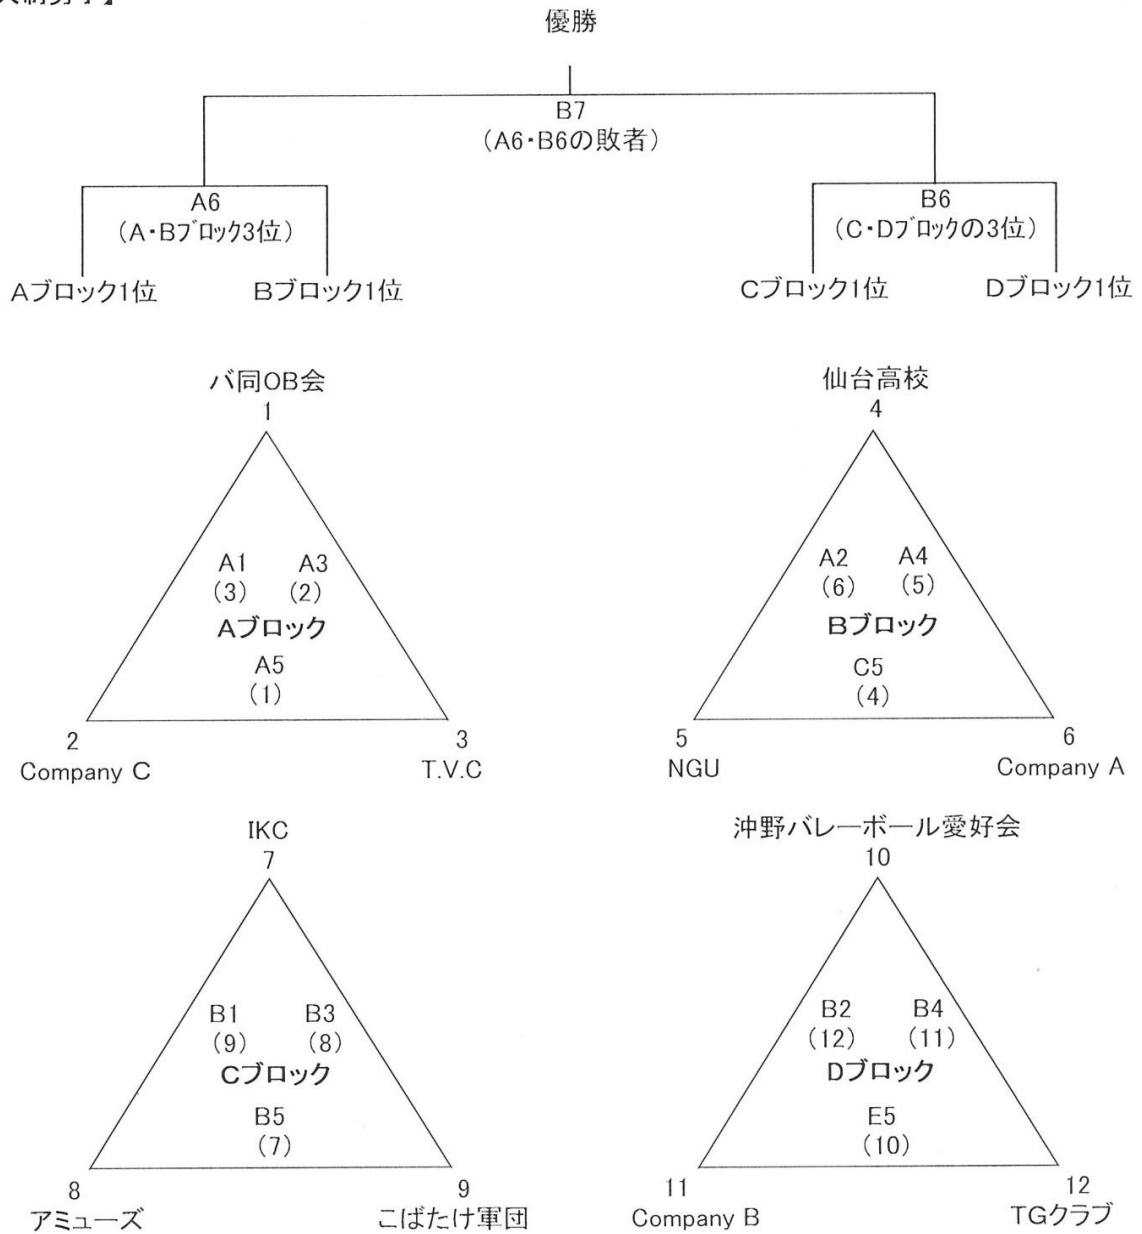 優勝
B7
(A6・B6の敗者)
A6
(A・Bブロック3位)
B6
(C・Dブロックの3位)
Aブロック1位
Bブロック1位
Cブロック1位
Dブロック1位
バ同OB会
1
A1 A3
(3) (2)
Aブロック
A5
(1)
2
Company C
3
T.V.C
仙台高校
4
A2 A4
(6) (5)
Bブロック
C5
(4)
5
NGU
6
Company A
IKC
7
B1 B3
(9) (8)
Cブロック
B5
(7)
8
アミューズ
9
こばたけ軍団
沖野バレーボール愛好会
10
B2 B4
(12) (11)
Dブロック
E5
(10)
11
Company B
12
TGクラブ